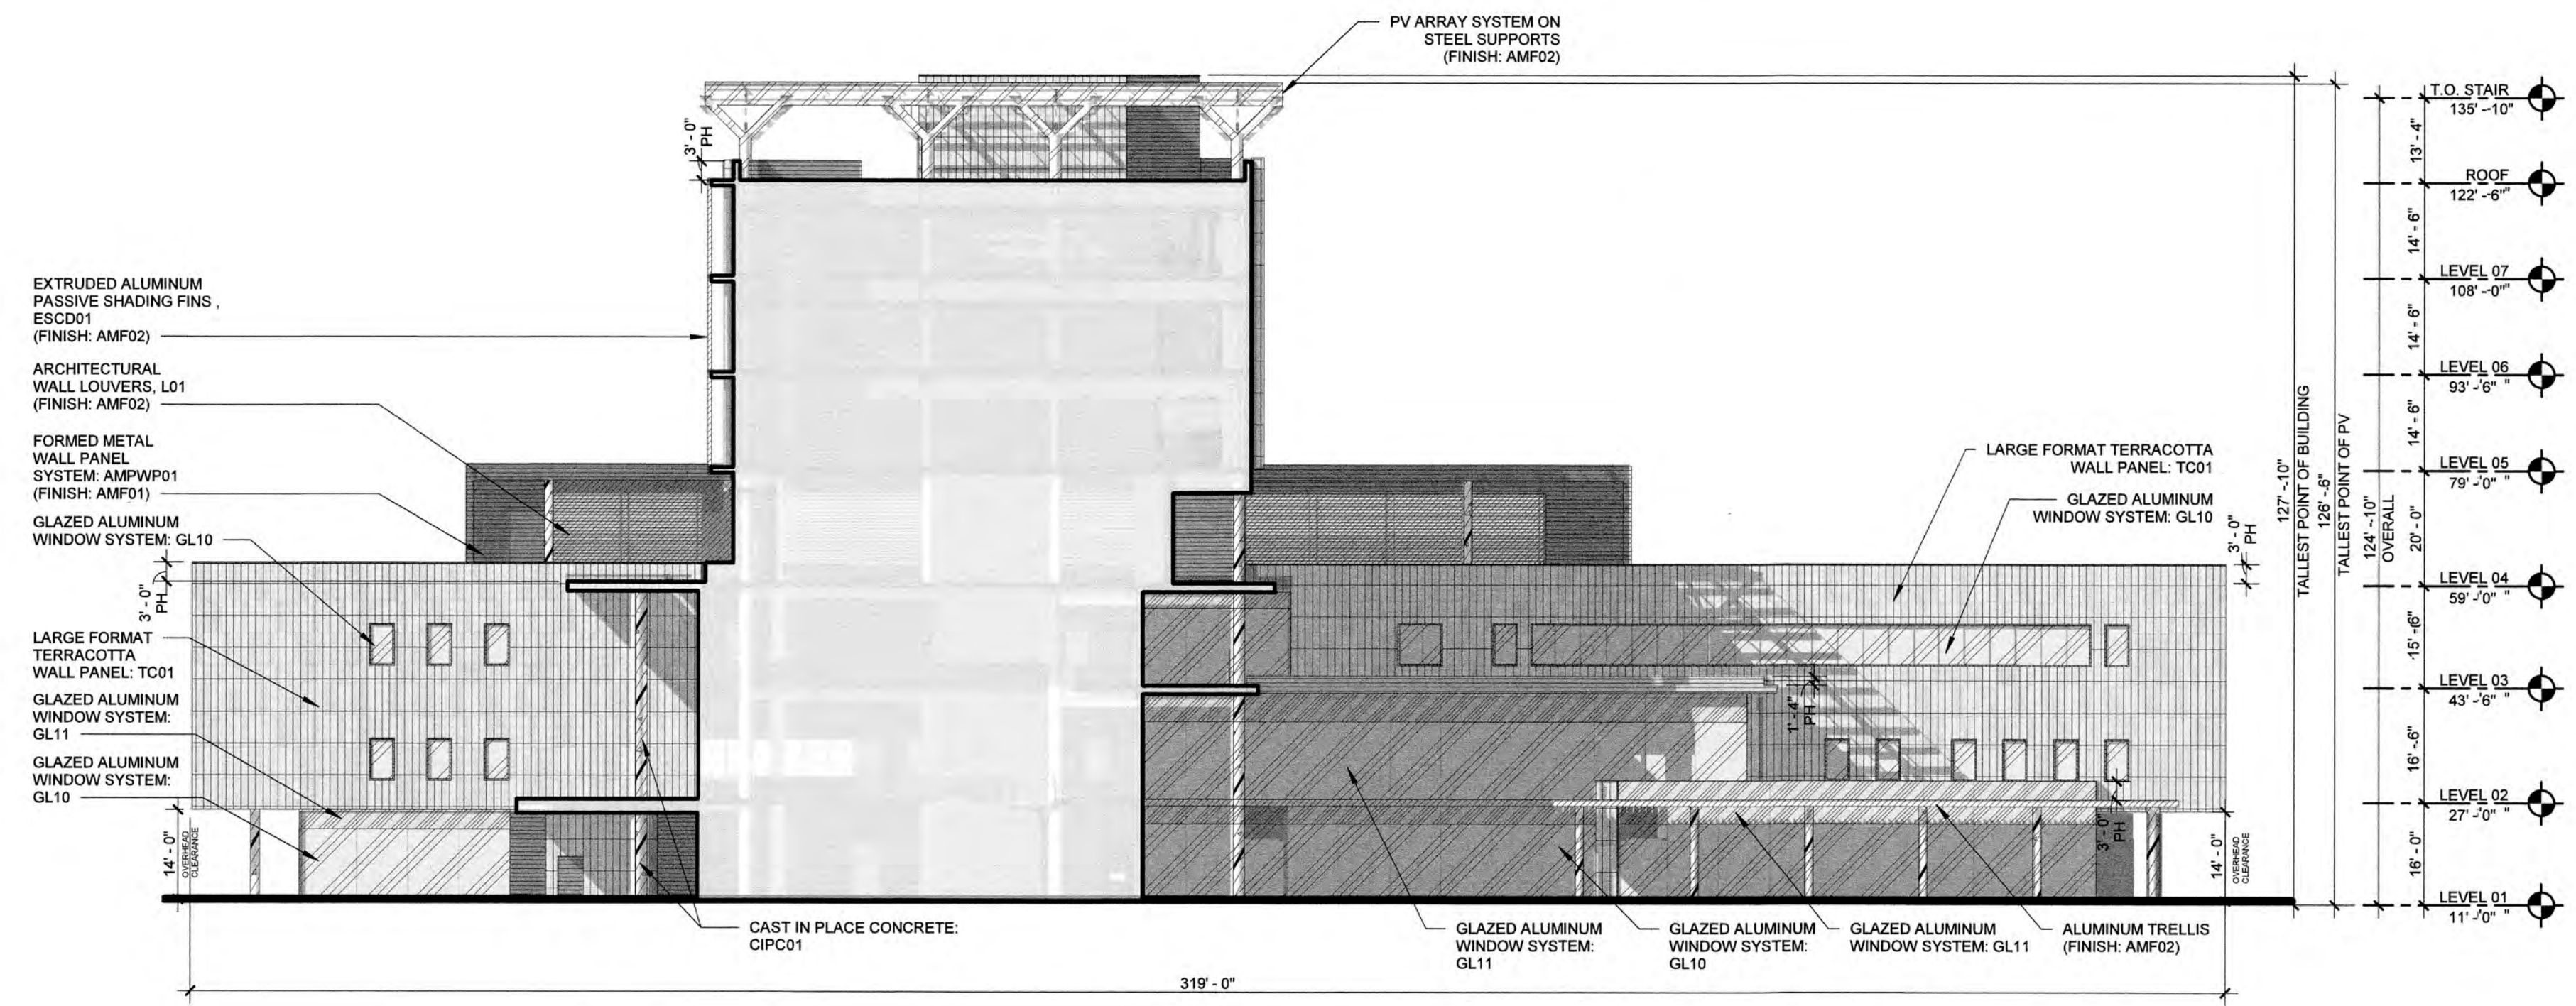 PV ARRAY SYSTEM ON
STEEL SUPPORTS
(FINISH: AMF02)
EXTRUDED ALUMINUM
PASSIVE SHADING FINS ,
ESCD01
(FINISH: AMF02)
ARCHITECTURAL
WALL LOUVERS, L01
(FINISH: AMF02)
FORMED METAL
WALL PANEL
SYSTEM: AMPWP01
(FINISH: AMF01)
GLAZED ALUMINUM
WINDOW SYSTEM: GL10
3' - 0"
PH
LARGE FORMAT
TERRACOTTA
WALL PANEL: TC01
GLAZED ALUMINUM
WINDOW SYSTEM:
GL11
GLAZED ALUMINUM
WINDOW SYSTEM:
GL10
14' - 0"
OVERHEAD
CLEARANCE
3' - 0"
PH
CAST IN PLACE CONCRETE:
CIPC01
LARGE FORMAT TERRACOTTA
WALL PANEL: TC01
GLAZED ALUMINUM
WINDOW SYSTEM: GL10
3' - 0"
PH
1' - 4"
PH
3' - 0"
PH
14' - 0"
OVERHEAD
CLEARANCE
GLAZED ALUMINUM
WINDOW SYSTEM:
GL11
GLAZED ALUMINUM
WINDOW SYSTEM:
GL10
GLAZED ALUMINUM
WINDOW SYSTEM: GL11
ALUMINUM TRELLIS
(FINISH: AMF02)
319' - 0"
127' - 10"
TALLEST POINT OF BUILDING
126' - 6"
TALLEST POINT OF PV
124' - 10"
OVERALL
13' - 4"
14' - 6"
14' - 6"
14' - 6"
20' - 0"
15' - 6"
16' - 6"
16' - 0"
T.O. STAIR
135' - 10"
ROOF
122' - 6"
LEVEL 07
108' - 0"
LEVEL 06
93' - 6"
LEVEL 05
79' - 0"
LEVEL 04
59' - 0"
LEVEL 03
43' - 6"
LEVEL 02
27' - 0"
LEVEL 01
11' - 0"